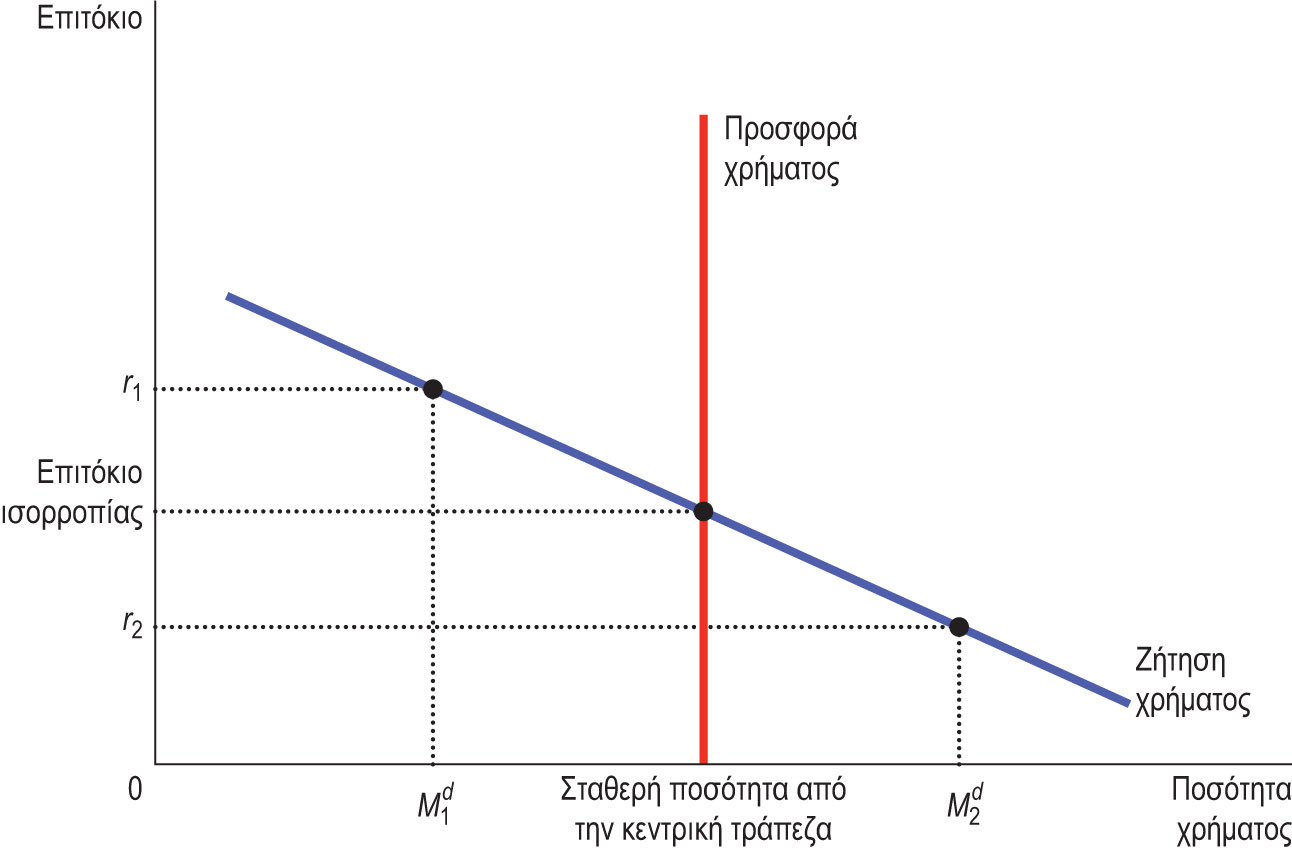 Επιτόκιο
Προσφορά
χρήματος
r1
Επιτόκιο
ισορροπίας
r2
Ζήτηση
χρήματος
0
M1d
Σταθερή ποσότητα από
την κεντρική τράπεζα
M2d
Ποσότητα
χρήματος